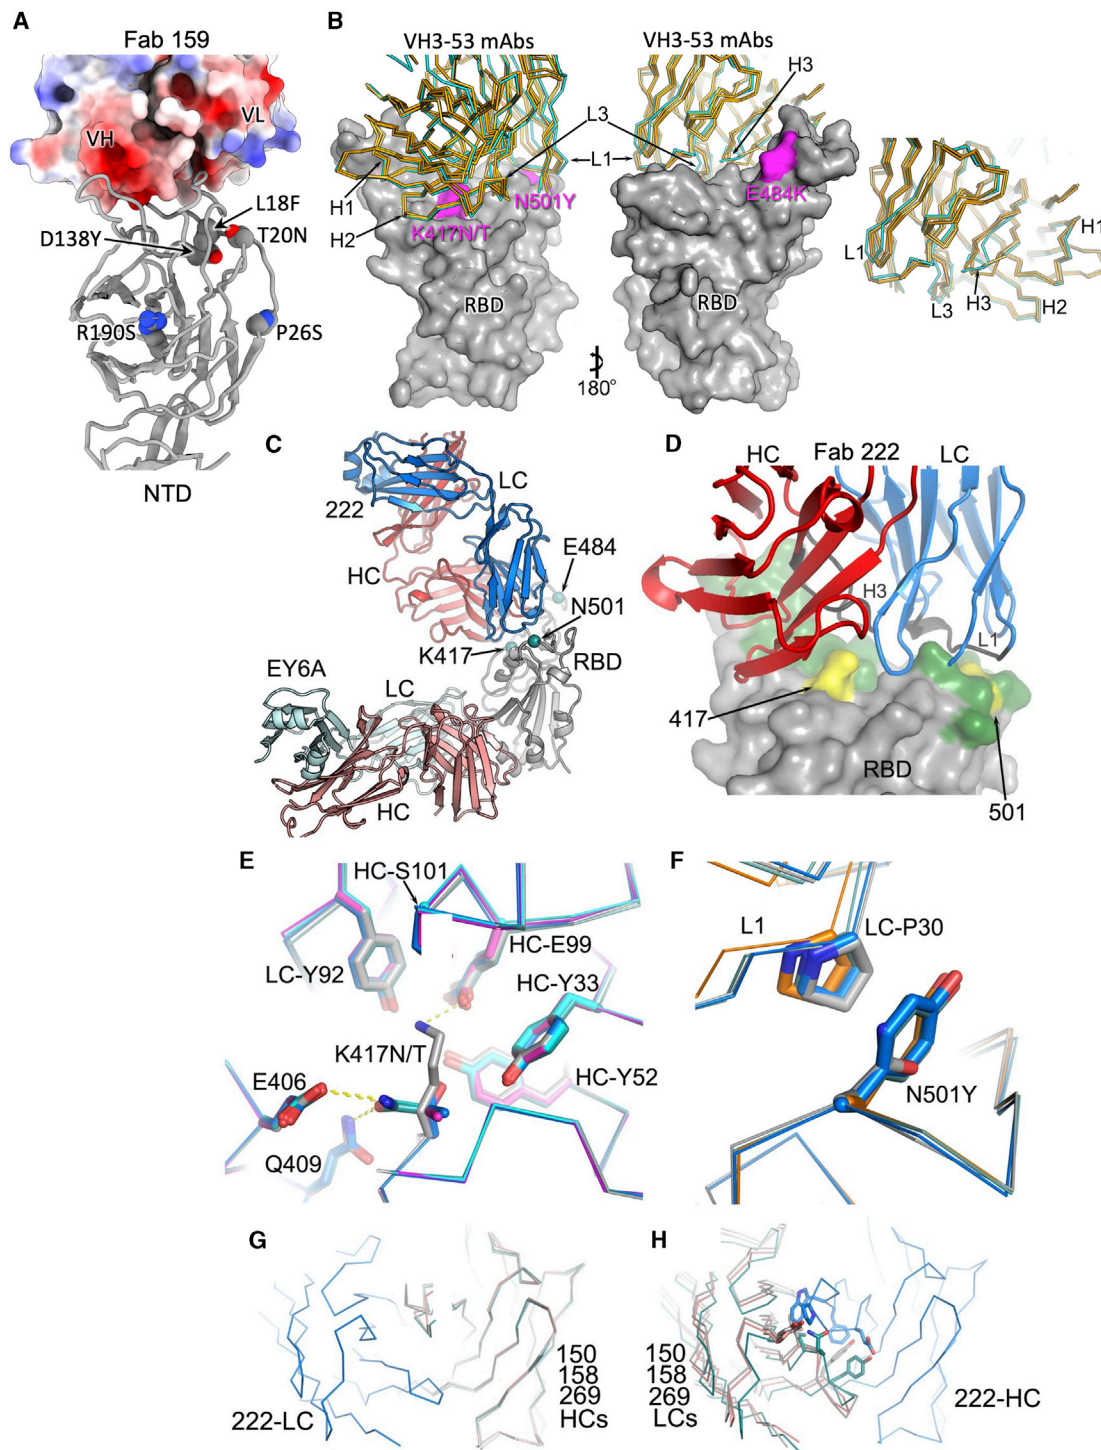 A
Fab 159
VH
VL
L18F
D138Y
T20N
R190S
P26S
NTD
B
VH3-53 mAbs
VH3-53 mAbs
H3
L3
L1
E484K
N501Y
H1
H2
K417N/T
RBD
RBD
180°
L1
H1
L3
H3
H2
C
LC
222
E484
HC
N501
K417
RBD
EY6A
LC
HC
D
HC
Fab 222
LC
H3
L1
417
RBD
501
E
HC-S101
HC-E99
LC-Y92
HC-Y33
K417N/T
HC-Y52
E406
Q409
F
L1
LC-P30
N501Y
G
150
158
269
HCs
222-LC
H
150
158
269
LCs
222-HC